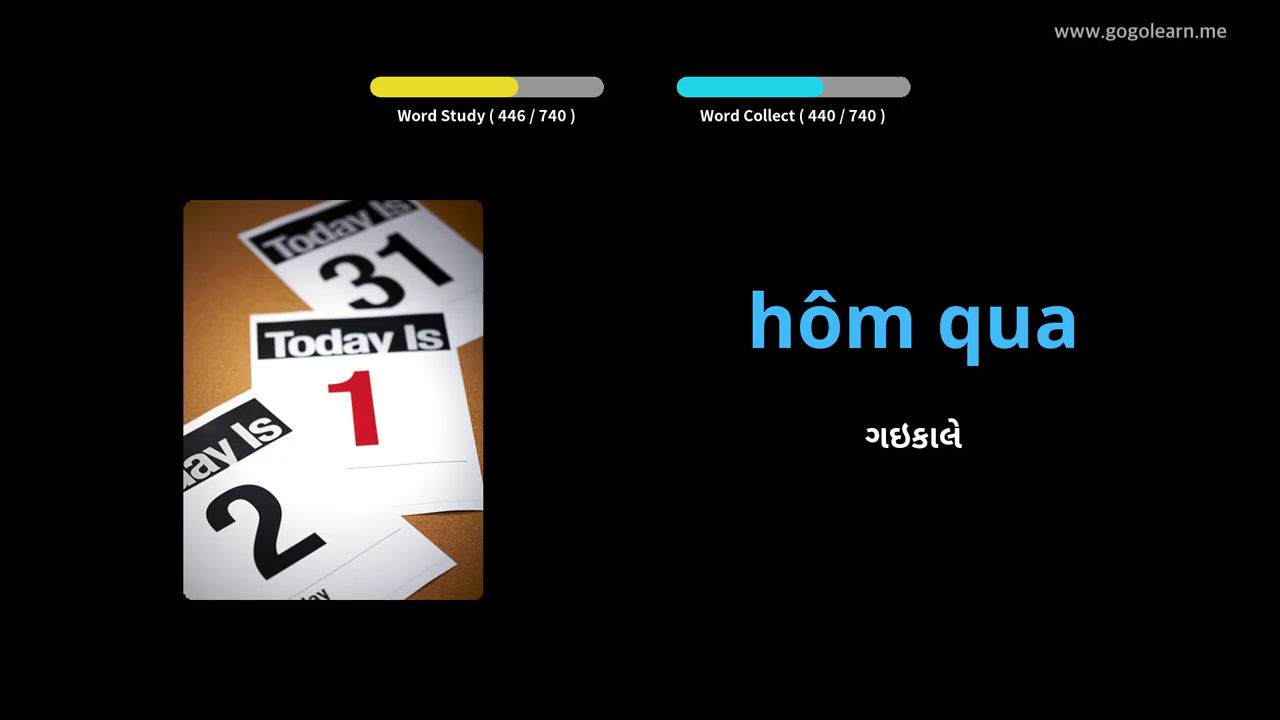 www.gogolearn.me
Word Study ( 446 / 740 )
Word Collect ( 440 / 740 )
Today Is
31
Today Is
1
ay Is
2
hôm qua
ગઇકાલે